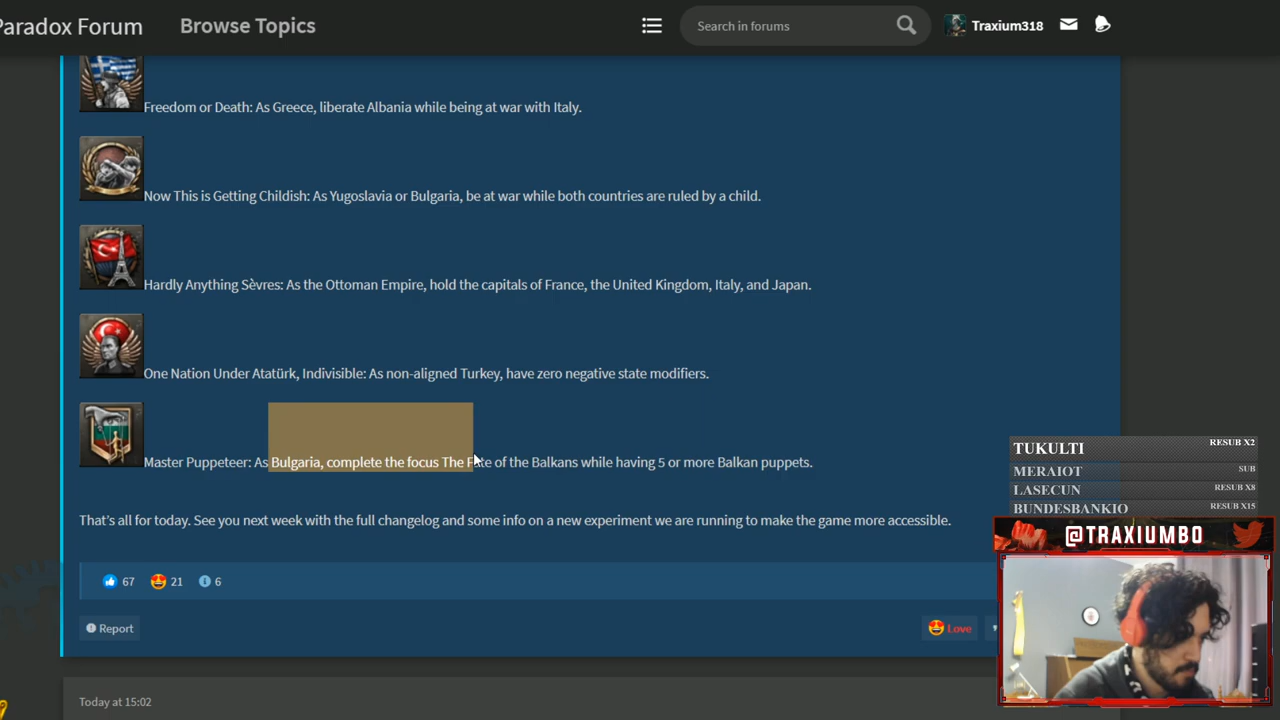 Paradox Forum
Browse Topics
Search in forums
Traxium318
Freedom or Death: As Greece, liberate Albania while being at war with Italy.
Now This is Getting Childish: As Yugoslavia or Bulgaria, be at war while both countries are ruled by a child.
Hardly Anything Sèvres: As the Ottoman Empire, hold the capitals of France, the United Kingdom, Italy, and Japan.
One Nation Under Atatürk, Indivisible: As non-aligned Turkey, have zero negative state modifiers.
Master Puppeteer: As Bulgaria, complete the focus The Fate of the Balkans while having 5 or more Balkan puppets.
That's all for today. See you next week with the full changelog and some info on a new experiment we are running to make the game more accessible.
67 21 6
Report
Love
Today at 15:02
TUKULTI RESUB X2
MERAIOT SUB
LASECUN RESUB X8
BUNDESBANKIO RESUB X15
@TRAXIUMBO